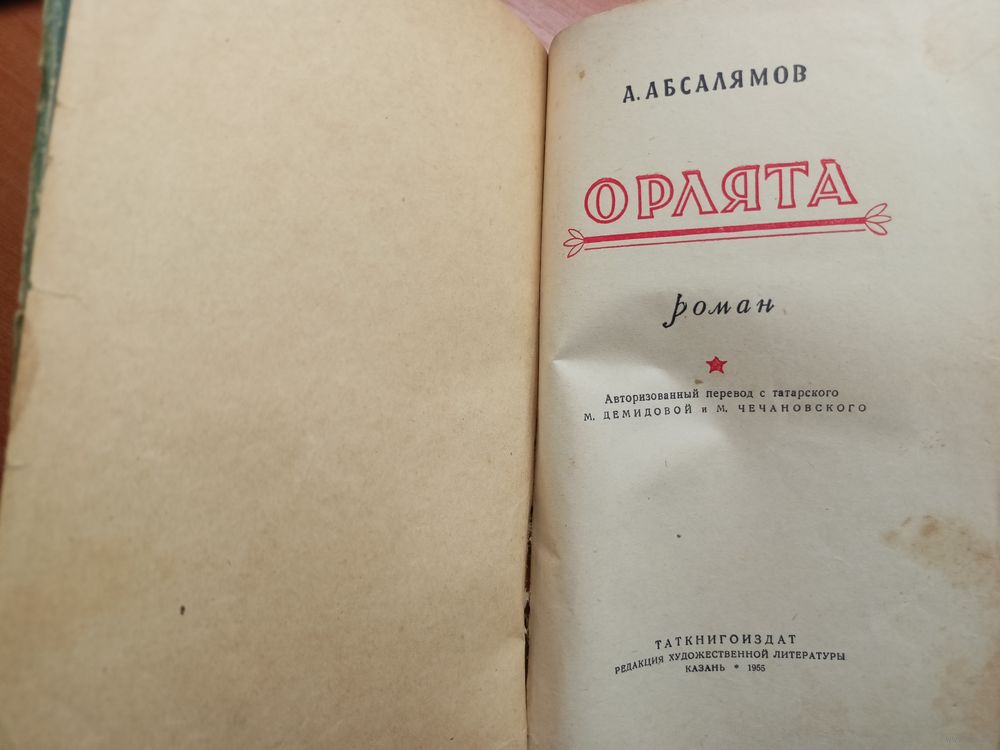 А. АБСАЛЯМОВ
ОРЛЯТА
роман
Авторизованный перевод с татарского
М. ДЕМИДОВОЙ и М. ЧЕЧАНОВСКОГО
ТАТКНИГОИЗДАТ
РЕДАКЦИЯ ХУДОЖЕСТВЕННОЙ ЛИТЕРАТУРЫ
КАЗАНЬ * 1955